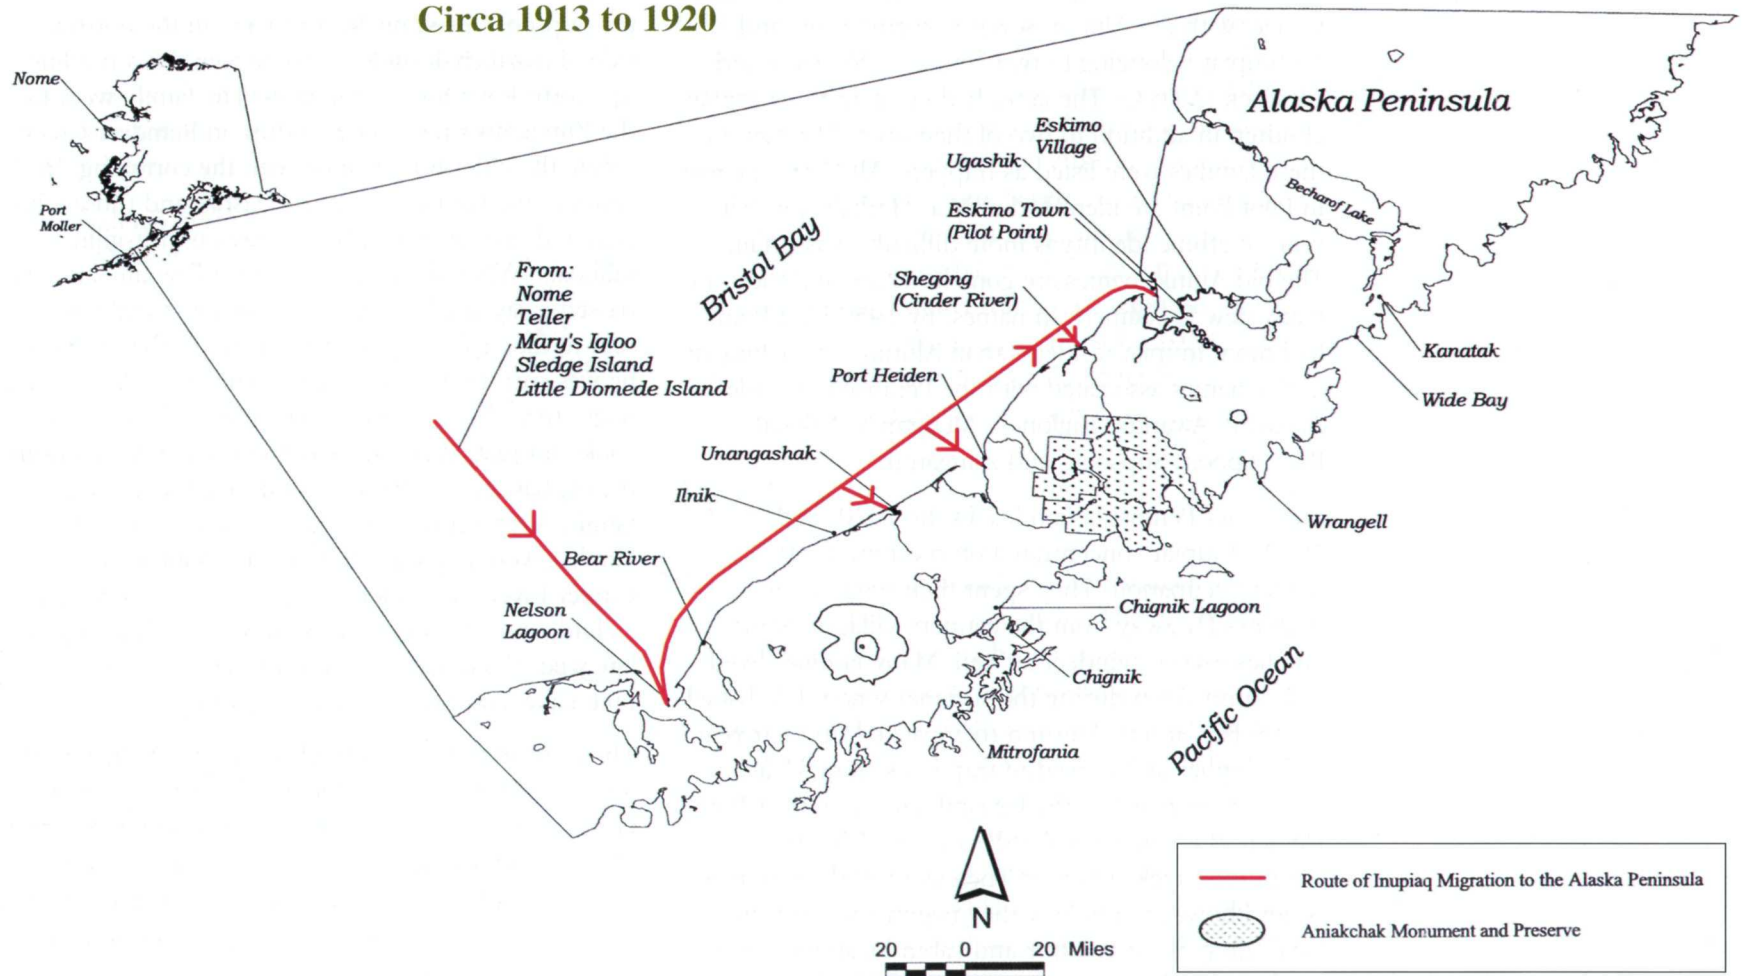 Circa 1913 to 1920
Nome
Port
Moller
Alaska Peninsula
Eskimo
Village
Ugashik
Becharof Lake
Eskimo Town
(Pilot Point)
Bristol Bay
From:
Nome
Teller
Mary's Igloo
Sledge Island
Little Diomede Island
Shegong
(Cinder River)
Kanatak
Port Heiden
Wide Bay
Unangashak
Ilnik
Wrangell
Bear River
Nelson
Lagoon
Chignik Lagoon
Chignik
Pacific Ocean
Mitrofania
N
20 0 20 Miles
Route of Inupiaq Migration to the Alaska Peninsula
Aniakchak Monument and Preserve